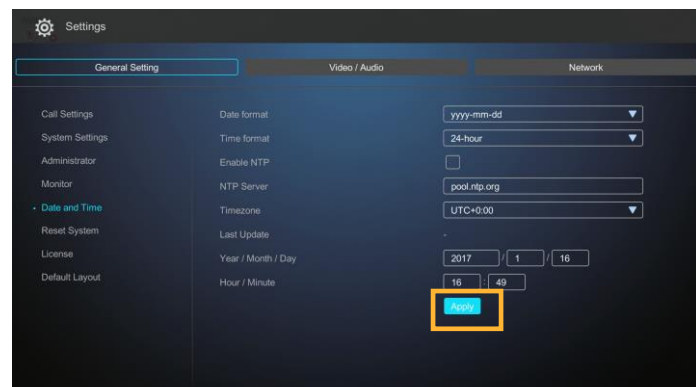 Settings
General Setting Video / Audio Network
Call Settings Date format yyyy-mm-dd
System Settings Time format 24-hour
Administrator Enable NTP
Monitor NTP Server pool.ntp.org
• Date and Time Timezone UTC+0:00
Reset System Last Update -
License Year / Month / Day 2017 / 1 / 16
Default Layout Hour / Minute 16 : 49
Apply